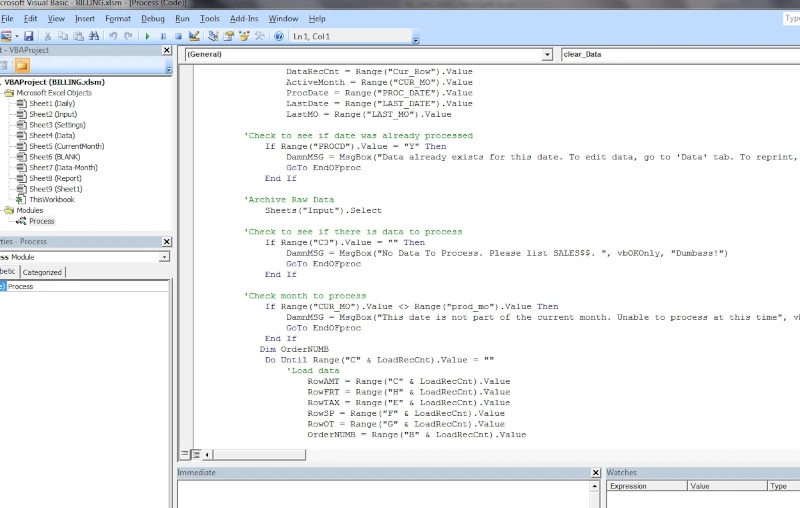 crosoft Visual Basic - BILLING.xlsm - [Process (Code)]
File Edit View Insert Format Debug Run Tools Add-Ins Window Help
Type
Ln 1, Col 1
t - VBAProject
(General)
clear_Data
VBAProject (BILLING.xlsm)
Microsoft Excel Objects
Sheet1 (Daily)
Sheet2 (Input)
Sheet3 (Settings)
Sheet4 (Data)
Sheet5 (CurrentMonth)
Sheet6 (BLANK)
Sheet7 (Data-Month)
Sheet8 (Report)
Sheet9 (Sheet1)
ThisWorkbook
Modules
Process
ties - Process
ess Module
betic Categorized
Process
DataRecCnt = Range("Cur_Row").Value
ActiveMonth = Range("CUR_MO").Value
ProcDate = Range("PROC_DATE").Value
LastDate = Range("LAST_DATE").Value
LastMO = Range("LAST_MO").Value
'Check to see if date was already processed
If Range("PROCD").Value = "Y" Then
DamnMSG = MsgBox("Data already exists for this date. To edit data, go to 'Data' tab. To reprint,
GoTo EndOFproc
End If
'Archive Raw Data
Sheets("Input").Select
'Check to see if there is data to process
If Range("C3").Value = "" Then
DamnMSG = MsgBox("No Data To Process. Please list SALES$$. ", vbOKOnly, "Dumbass!")
GoTo EndOFproc
End If
'Check month to process
If Range("CUR_MO").Value <> Range("prod_mo").Value Then
DamnMSG = MsgBox("This date is not part of the current month. Unable to process at this time", vb
GoTo EndOFproc
End If
Dim OrderNUMB
Do Until Range("C" & LoadRecCnt).Value = ""
'Load data
RowAMT = Range("C" & LoadRecCnt).Value
RowFRT = Range("H" & LoadRecCnt).Value
RowTAX = Range("E" & LoadRecCnt).Value
RowSP = Range("F" & LoadRecCnt).Value
RowOT = Range("G" & LoadRecCnt).Value
OrderNUMB = Range("B" & LoadRecCnt).Value
Immediate
Watches
Expression Value Type